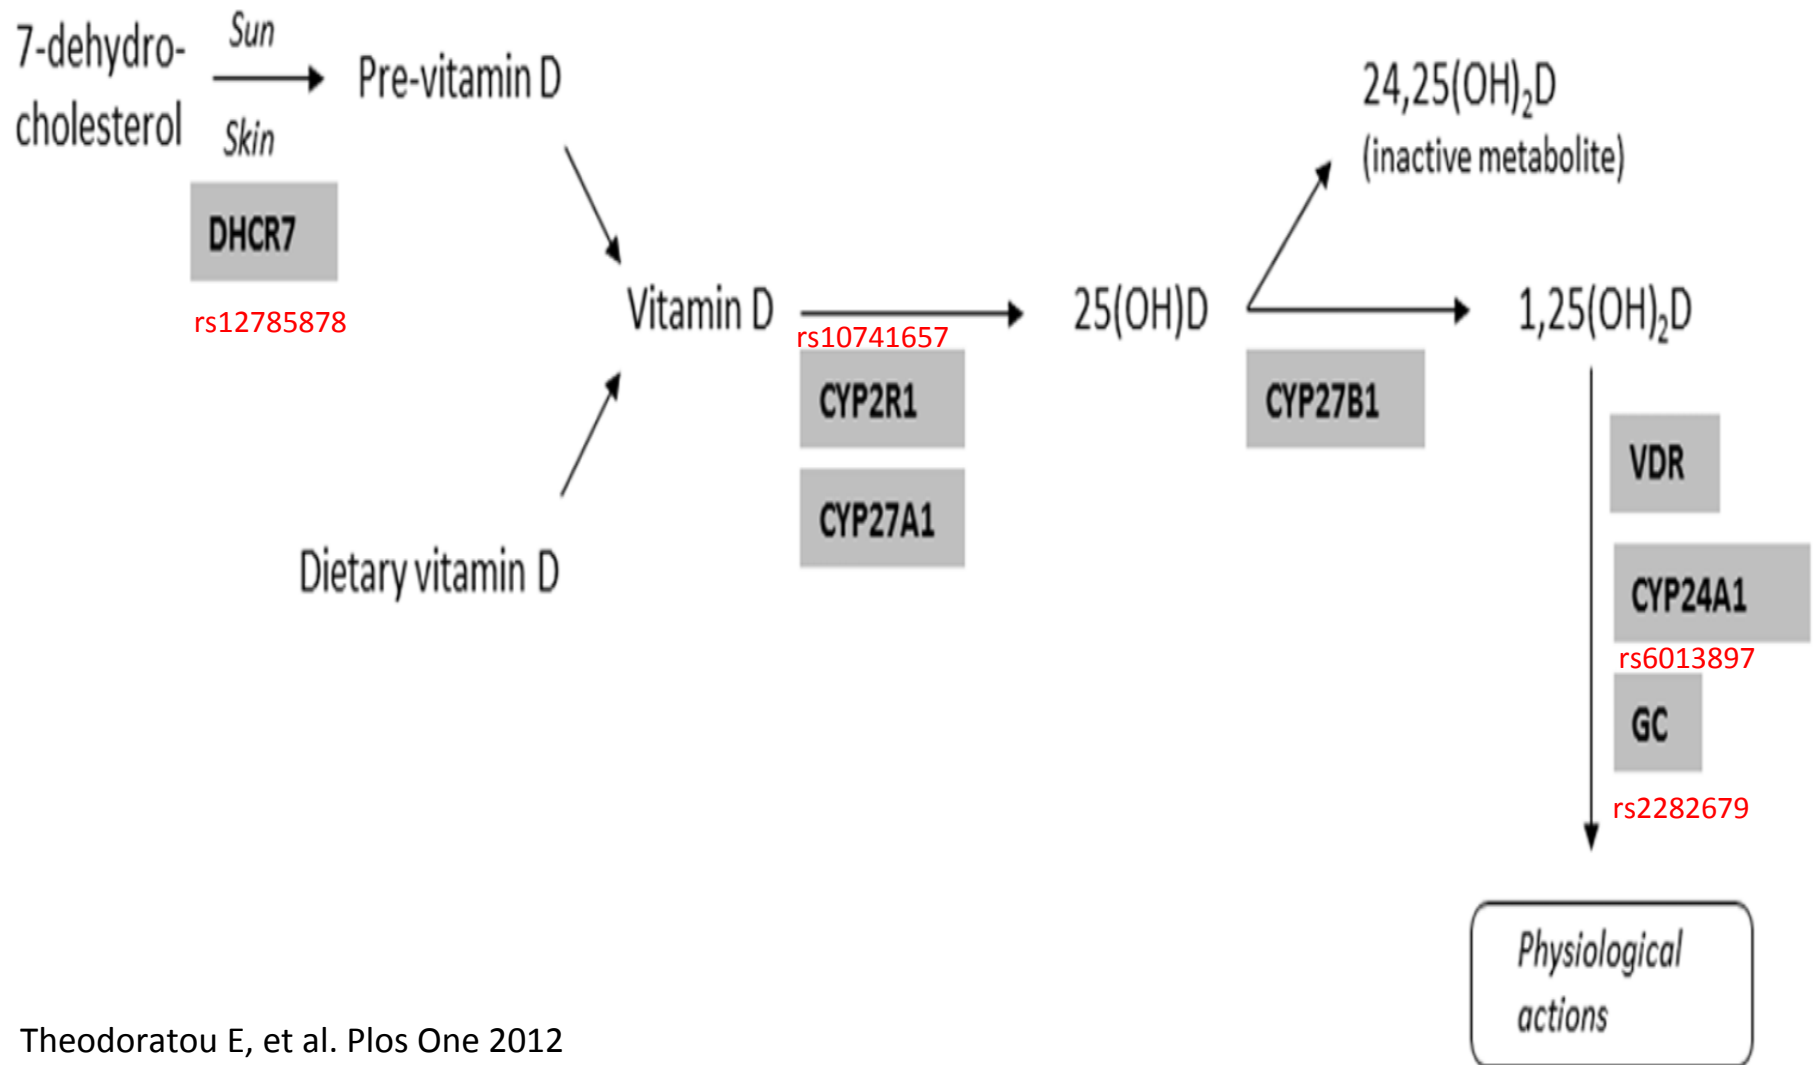 7-dehydro-
cholesterol
Sun
Skin
Pre-vitamin D
DHCR7
rs12785878
24,25(OH)₂D
(inactive metabolite)
Vitamin D
rs10741657
CYP2R1
CYP27A1
25(OH)D
CYP27B1
1,25(OH)₂D
Dietary vitamin D
VDR
CYP24A1
rs6013897
GC
rs2282679
Physiological
actions
Theodoratou E, et al. Plos One 2012